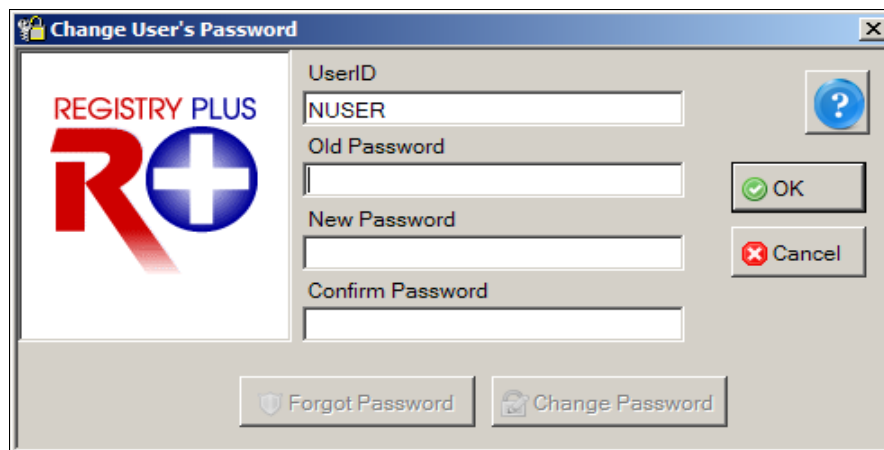 Change User's Password
REGISTRY PLUS
R
UserID
NUSER
Old Password
New Password
Confirm Password
?
OK
Cancel
Forgot Password
Change Password